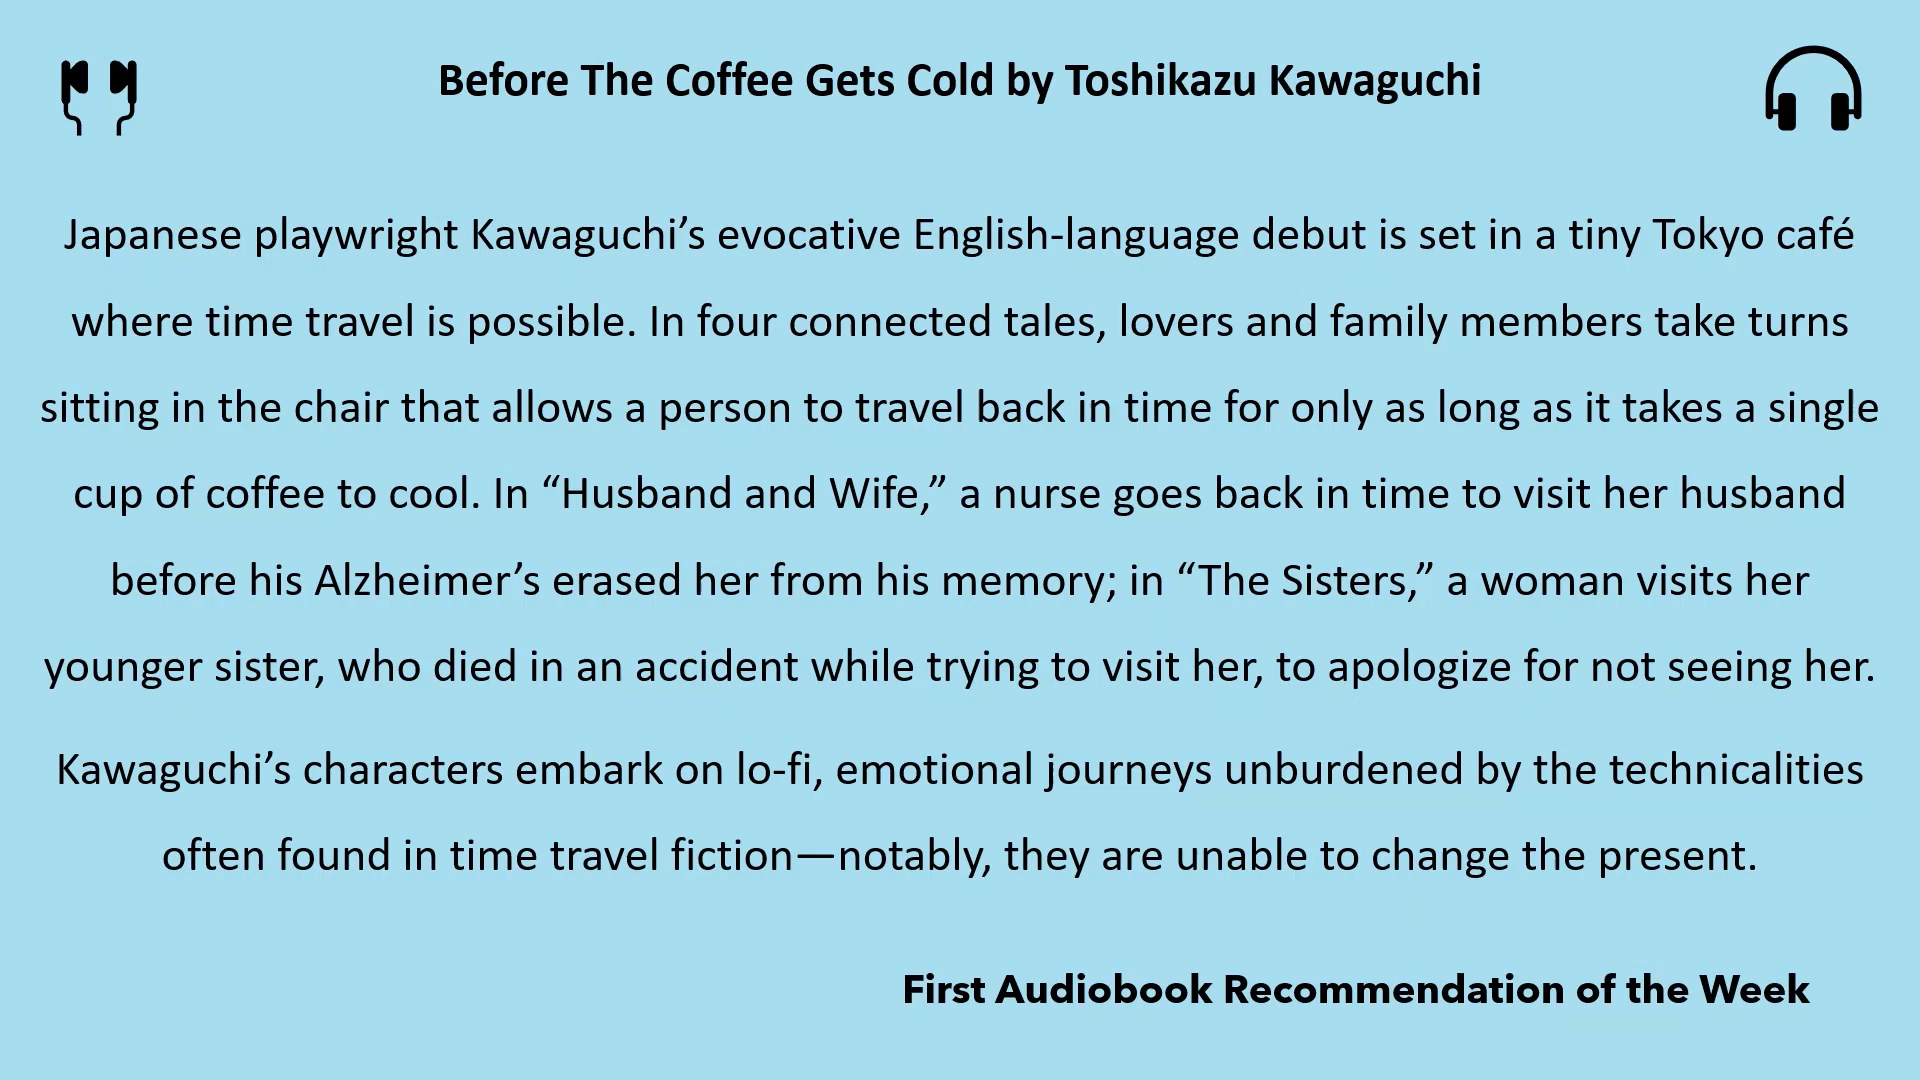 Before The Coffee Gets Cold by Toshikazu Kawaguchi
Japanese playwright Kawaguchi’s evocative English-language debut is set in a tiny Tokyo café
where time travel is possible. In four connected tales, lovers and family members take turns
sitting in the chair that allows a person to travel back in time for only as long as it takes a single
cup of coffee to cool. In “Husband and Wife,” a nurse goes back in time to visit her husband
before his Alzheimer’s erased her from his memory; in “The Sisters,” a woman visits her
younger sister, who died in an accident while trying to visit her, to apologize for not seeing her.
Kawaguchi’s characters embark on lo-fi, emotional journeys unburdened by the technicalities
often found in time travel fiction—notably, they are unable to change the present.
First Audiobook Recommendation of the Week